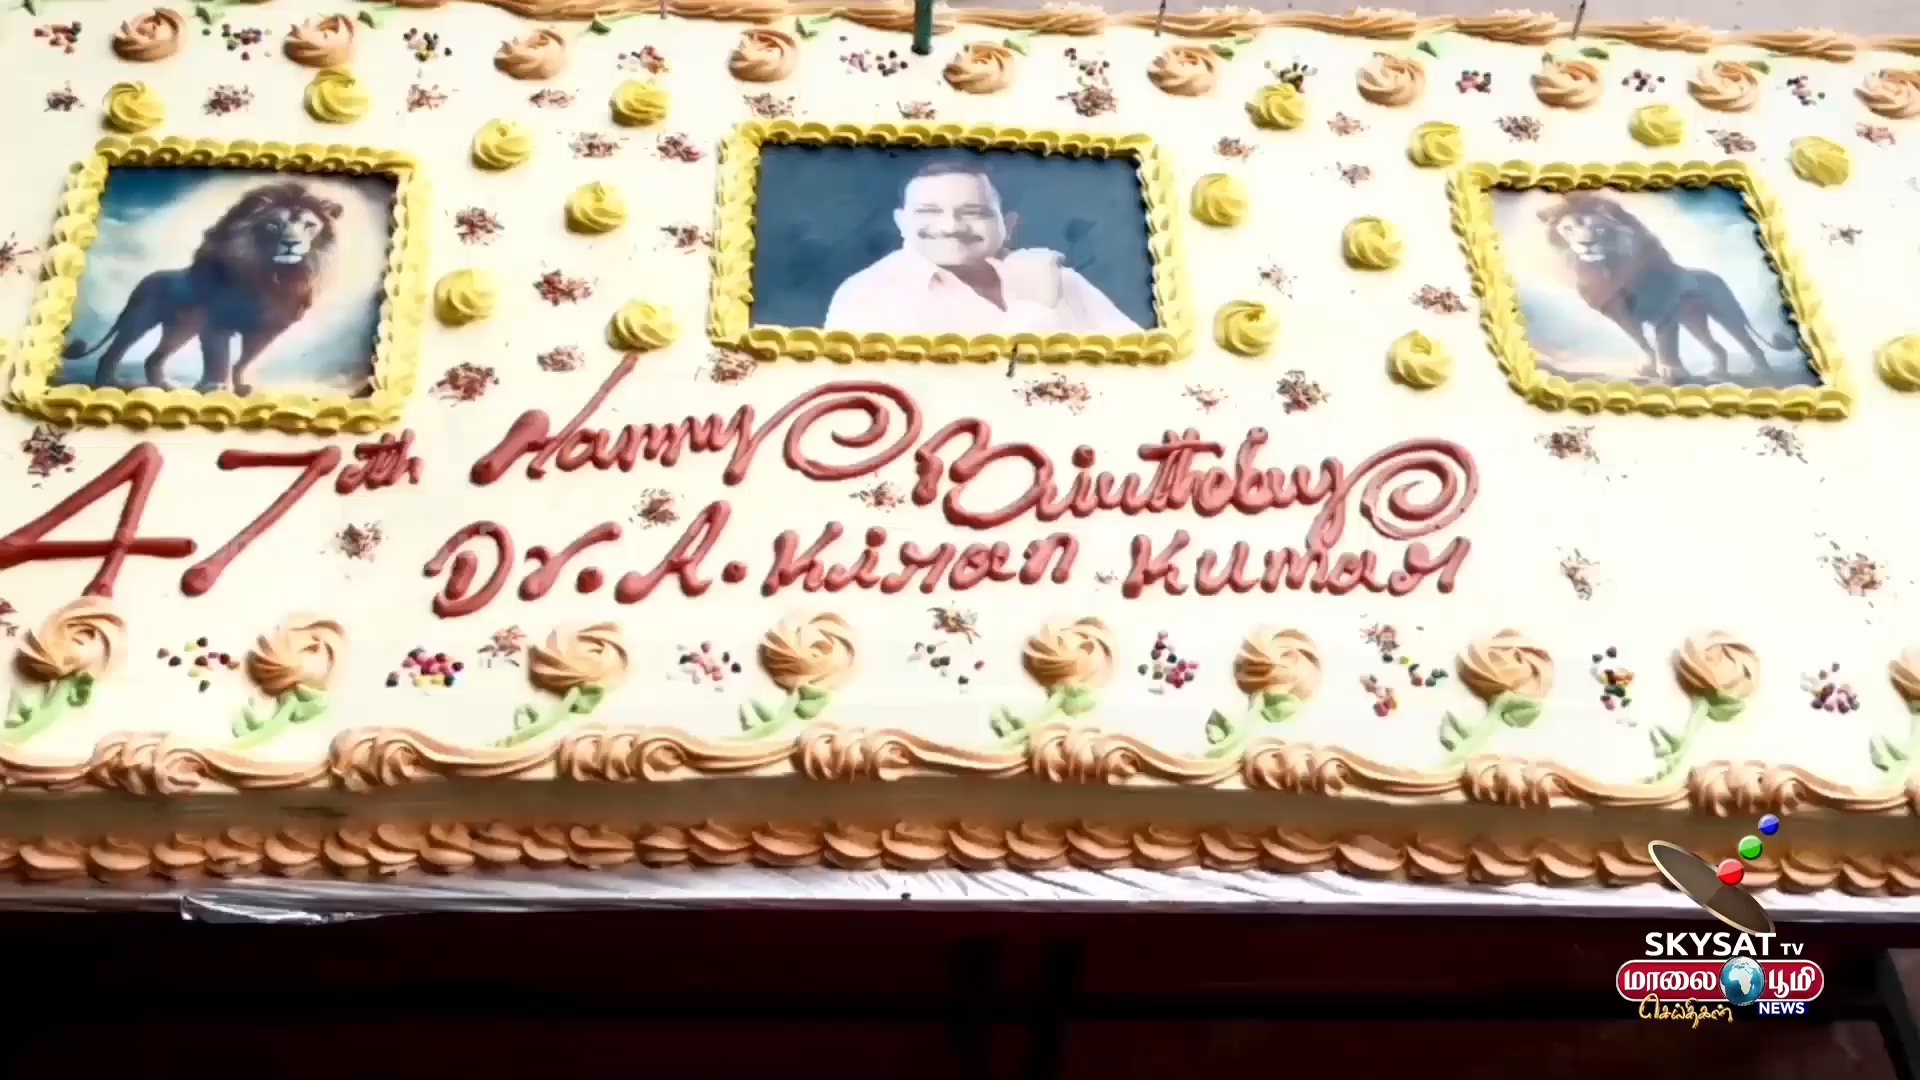 47th Happy Birthday
Dr. A. Kiran Kumar
SKYSAT TV
மாலை பூமி
செய்திகள் NEWS